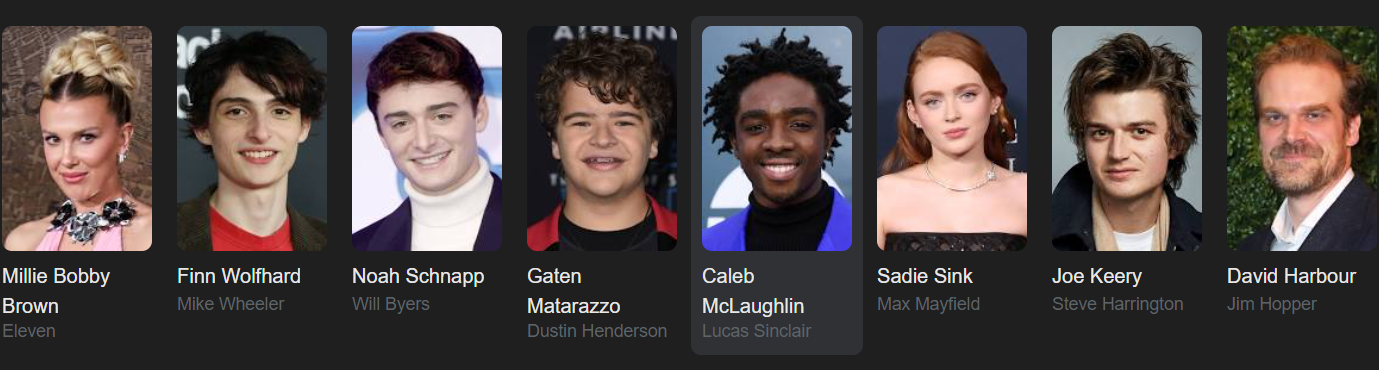 Millie Bobby
Brown
Eleven
Finn Wolfhard
Mike Wheeler
Noah Schnapp
Will Byers
AIRLIN
Gaten
Matarazzo
Dustin Henderson
Caleb
McLaughlin
Lucas Sinclair
Sadie Sink
Max Mayfield
Joe Keery
Steve Harrington
David Harbour
Jim Hopper